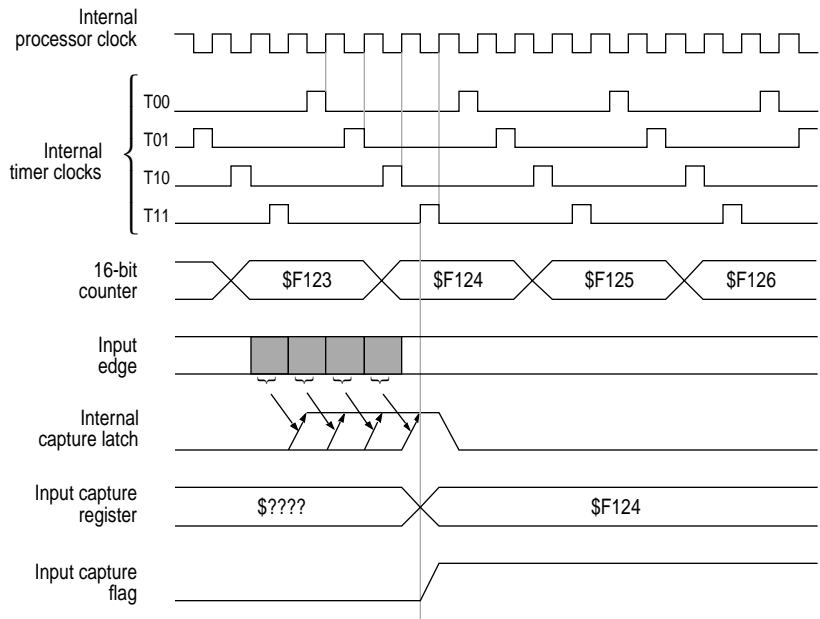 Internal
processor clock
Internal
timer clocks
T00
T01
T10
T11
16-bit
counter
$F123
$F124
$F125
$F126
Input
edge
Internal
capture latch
Input capture
register
$????
$F124
Input capture
flag